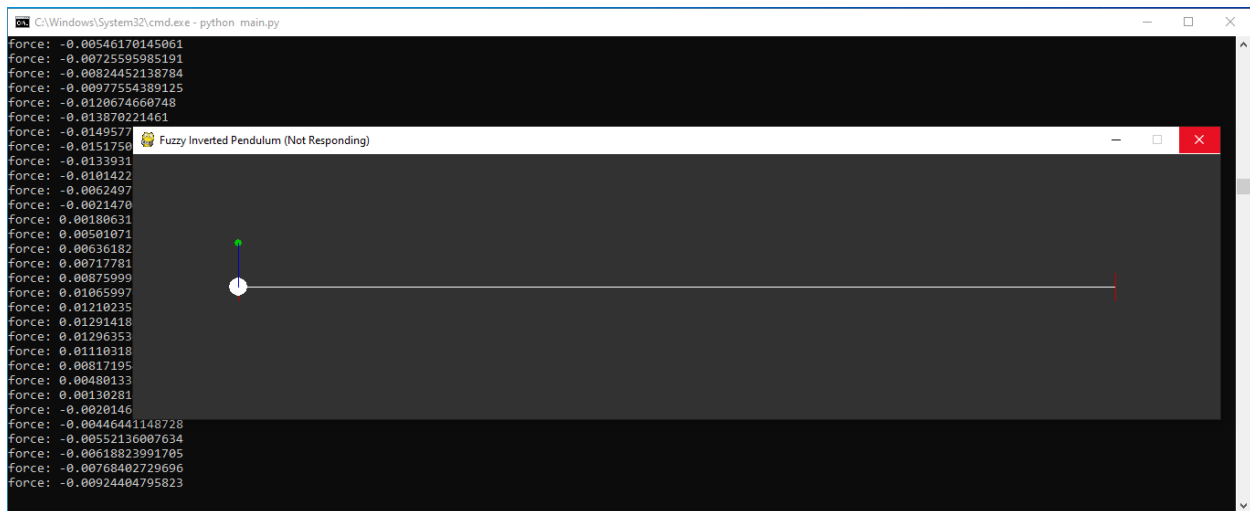 C:\Windows\System32\cmd.exe - python main.py
force: -0.00546170145061
force: -0.00725595985191
force: -0.00824452138784
force: -0.00977554389125
force: -0.0120674660748
force: -0.013870221461
force: -0.0149577
Fuzzy Inverted Pendulum (Not Responding)
force: -0.0151750
force: -0.0133931
force: -0.0101422
force: -0.0062497
force: -0.0021470
force: 0.00180631
force: 0.00501071
force: 0.00636182
force: 0.00717781
force: 0.00875999
force: 0.01065997
force: 0.01210235
force: 0.01291418
force: 0.01296353
force: 0.01110318
force: 0.00817195
force: 0.00480133
force: 0.00130281
force: -0.0020146
force: -0.00446441148728
force: -0.00552136007634
force: -0.00618823991705
force: -0.00768402729696
force: -0.00924404795823